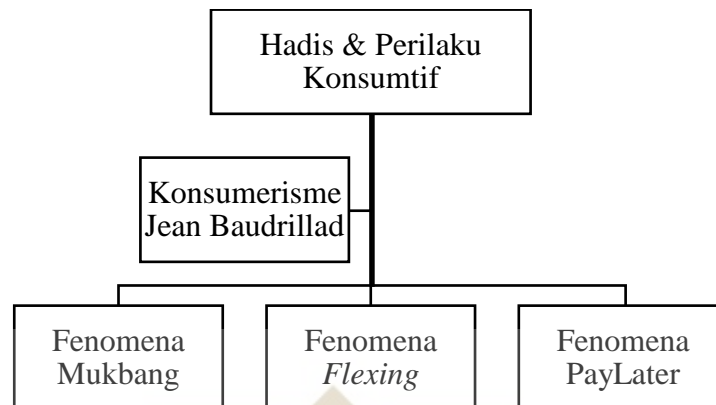 Hadis & Perilaku
Konsumtif
Konsumerisme
Jean Baudrillad
Fenomena
Mukbang
Fenomena
Flexing
Fenomena
PayLater